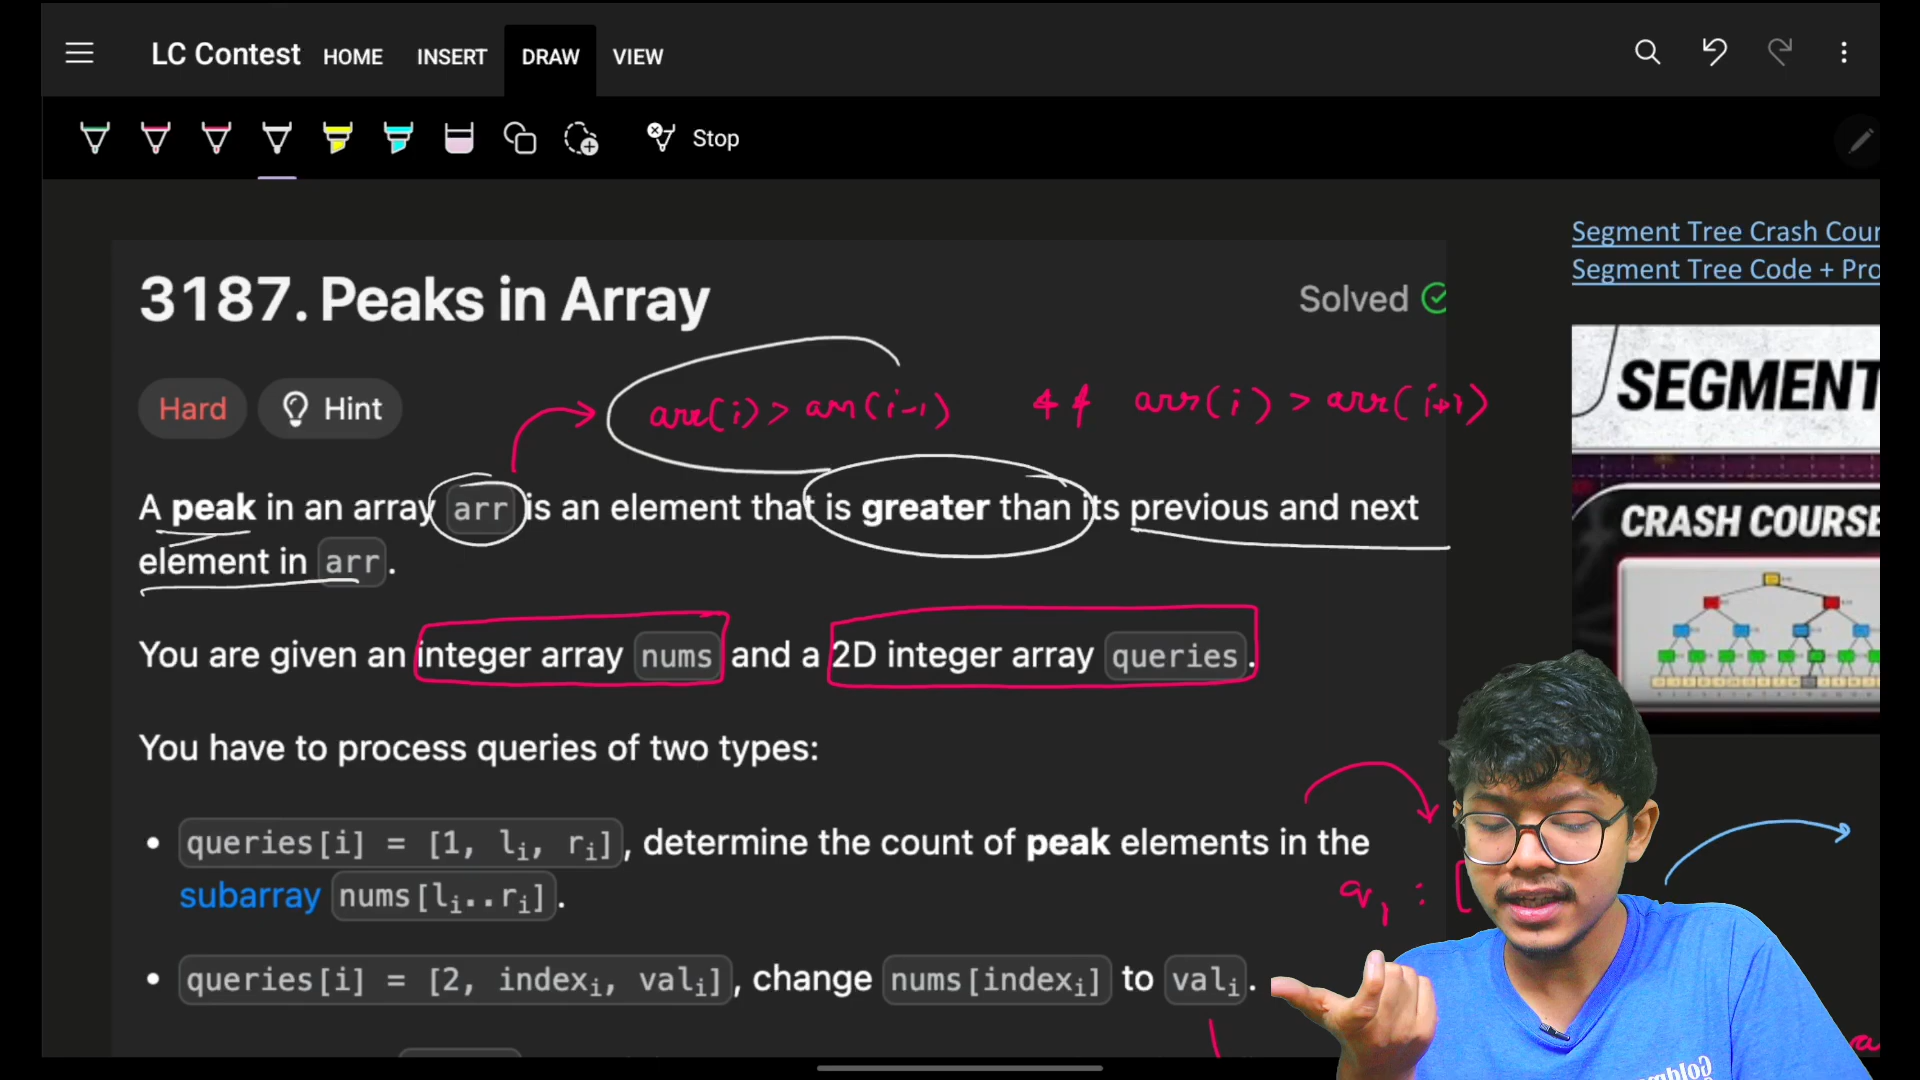 LC Contest HOME INSERT DRAW VIEW
Stop
Segment Tree Crash Cour
Segment Tree Code + Pro
3187. Peaks in Array
Solved
SEGMENT
Hard Hint
arr(i) > arr(i-1) && arr(i) > arr(i+1)
A peak in an array arr is an element that is greater than its previous and next
element in arr.
CRASH COURSE
You are given an integer array nums and a 2D integer array queries.
You have to process queries of two types:
• queries[i] = [1, li, ri], determine the count of peak elements in the
subarray nums[li..ri].
q1 : [
• queries[i] = [2, indexi, vali], change nums[indexi] to vali.